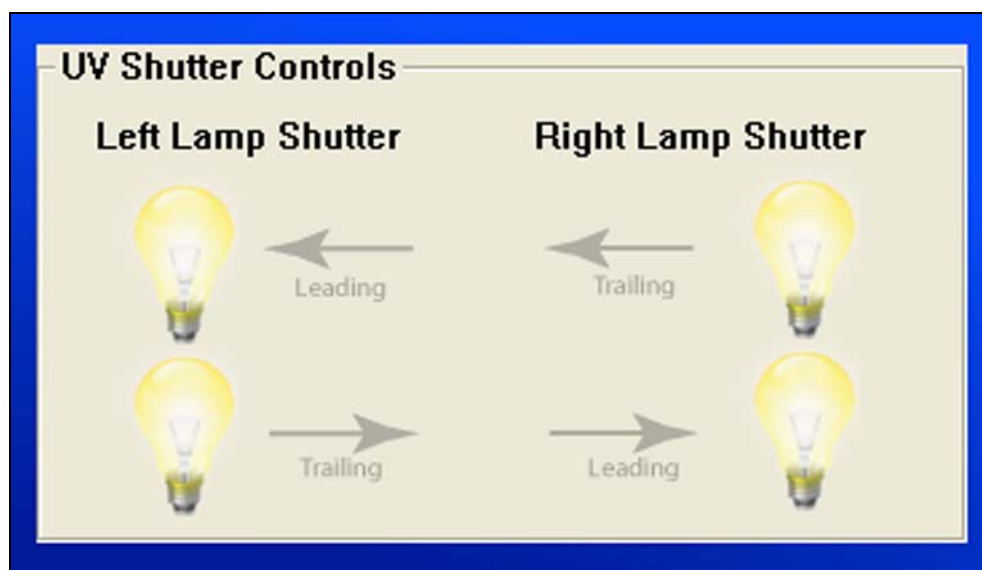 UV Shutter Controls
Left Lamp Shutter
Right Lamp Shutter
Leading
Trailing
Trailing
Leading